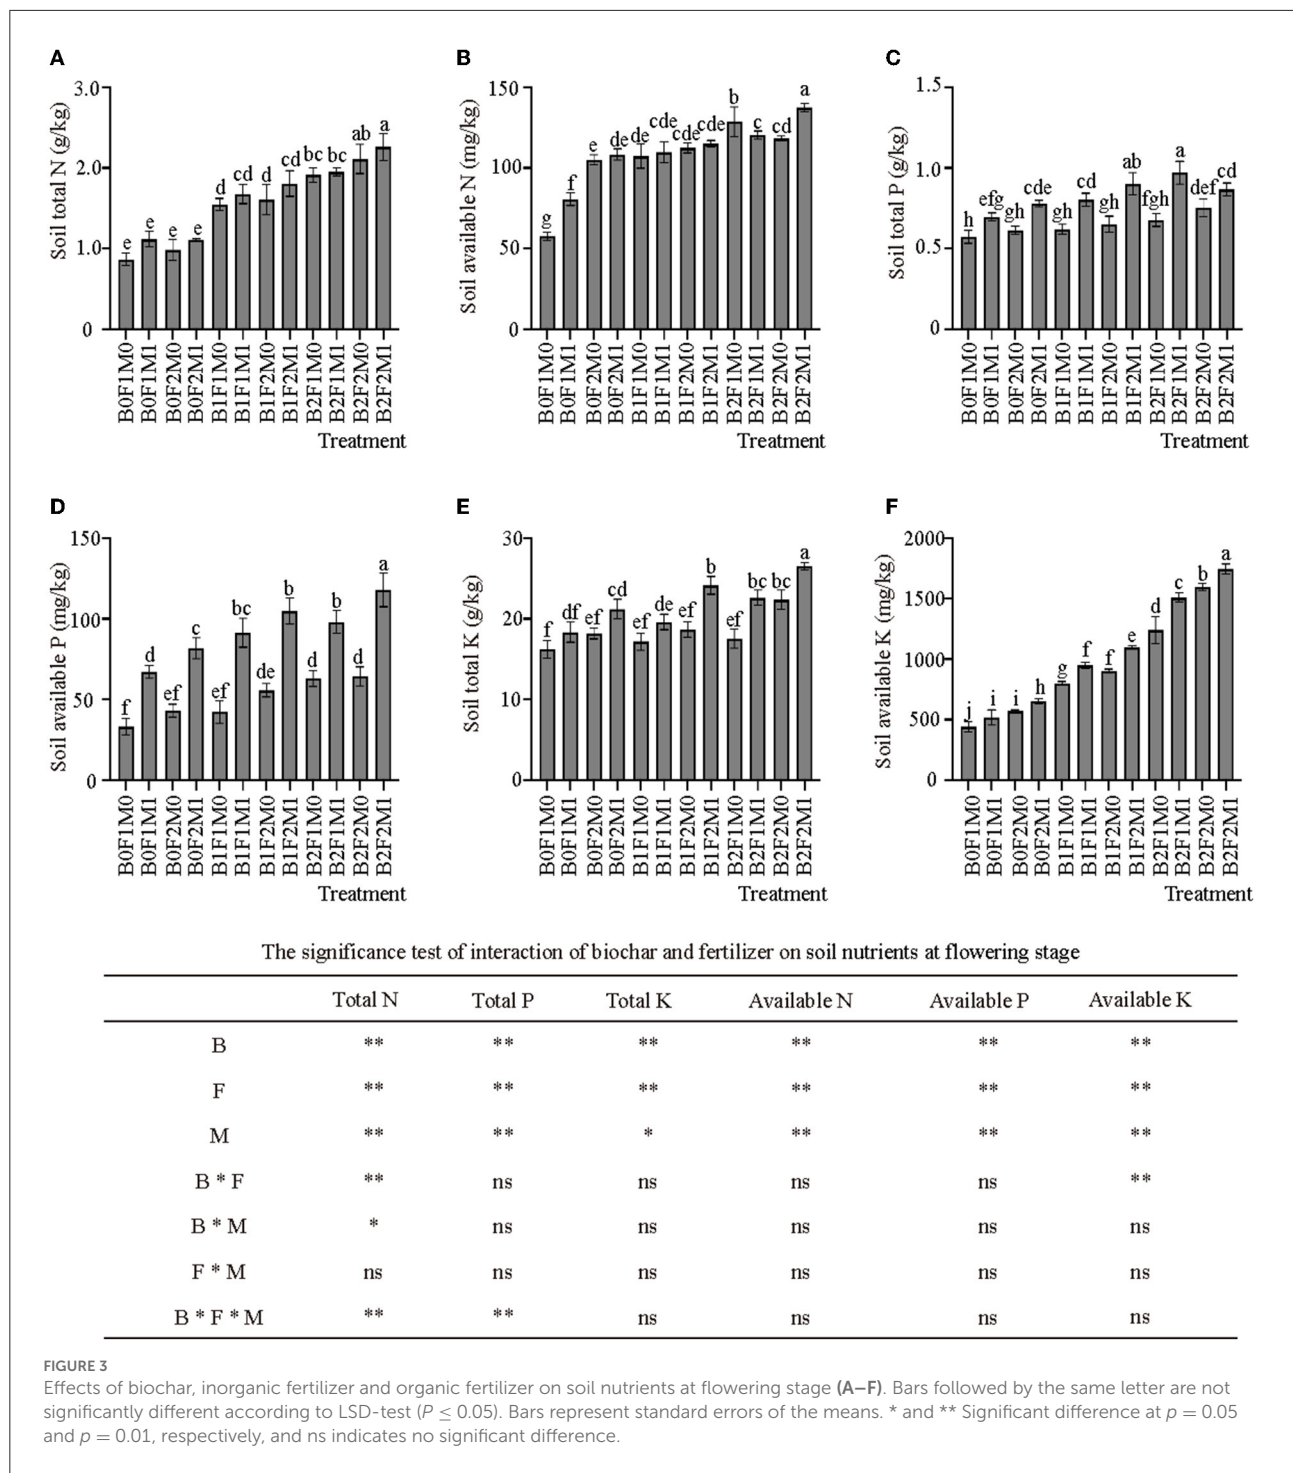 A
Soil total N (g/kg)
3.0
2.0
1.0
0
e e e e d cd d cd bc bc ab a
B0F1M0 B0F1M1 B0F2M0 B0F2M1 B1F1M0 B1F1M1 B1F2M0 B1F2M1 B2F1M0 B2F1M1 B2F2M0 B2F2M1
Treatment
B
Soil available N (mg/kg)
150
100
50
0
g f e de de cde cde cde b c cd a
B0F1M0 B0F1M1 B0F2M0 B0F2M1 B1F1M0 B1F1M1 B1F2M0 B1F2M1 B2F1M0 B2F1M1 B2F2M0 B2F2M1
Treatment
C
Soil total P (g/kg)
1.5
1.0
0.5
0
h efg gh cde gh cd gh ab fgh a def cd
B0F1M0 B0F1M1 B0F2M0 B0F2M1 B1F1M0 B1F1M1 B1F2M0 B1F2M1 B2F1M0 B2F1M1 B2F2M0 B2F2M1
Treatment
D
Soil available P (mg/kg)
150
100
50
0
f d ef c ef bc de b d b d a
B0F1M0 B0F1M1 B0F2M0 B0F2M1 B1F1M0 B1F1M1 B1F2M0 B1F2M1 B2F1M0 B2F1M1 B2F2M0 B2F2M1
Treatment
E
Soil total K (g/kg)
30
20
10
0
f df ef cd ef de ef b ef bc bc a
B0F1M0 B0F1M1 B0F2M0 B0F2M1 B1F1M0 B1F1M1 B1F2M0 B1F2M1 B2F1M0 B2F1M1 B2F2M0 B2F2M1
Treatment
F
Soil available K (mg/kg)
2000
1500
1000
500
0
j i i h g f f e d c b a
B0F1M0 B0F1M1 B0F2M0 B0F2M1 B1F1M0 B1F1M1 B1F2M0 B1F2M1 B2F1M0 B2F1M1 B2F2M0 B2F2M1
Treatment
The significance test of interaction of biochar and fertilizer on soil nutrients at flowering stage
Total N Total P Total K Available N Available P Available K
B ** ** ** ** ** **
F ** ** ** ** ** **
M ** ** * ** ** **
B * F ** ns ns ns ns **
B * M * ns ns ns ns ns
F * M ns ns ns ns ns ns
B * F * M ** ** ns ns ns ns
FIGURE 3
Effects of biochar, inorganic fertilizer and organic fertilizer on soil nutrients at flowering stage (A–F). Bars followed by the same letter are not
significantly different according to LSD-test (P ≤ 0.05). Bars represent standard errors of the means. * and ** Significant difference at p = 0.05
and p = 0.01, respectively, and ns indicates no significant difference.